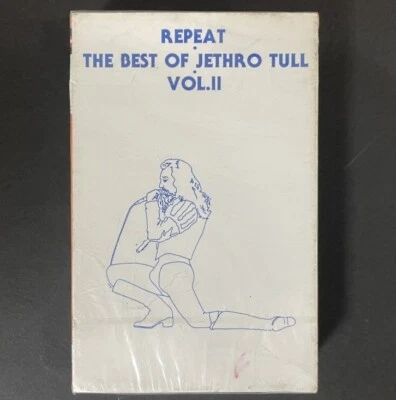 REPEAT
·
THE BEST OF JETHRO TULL
·
VOL.II